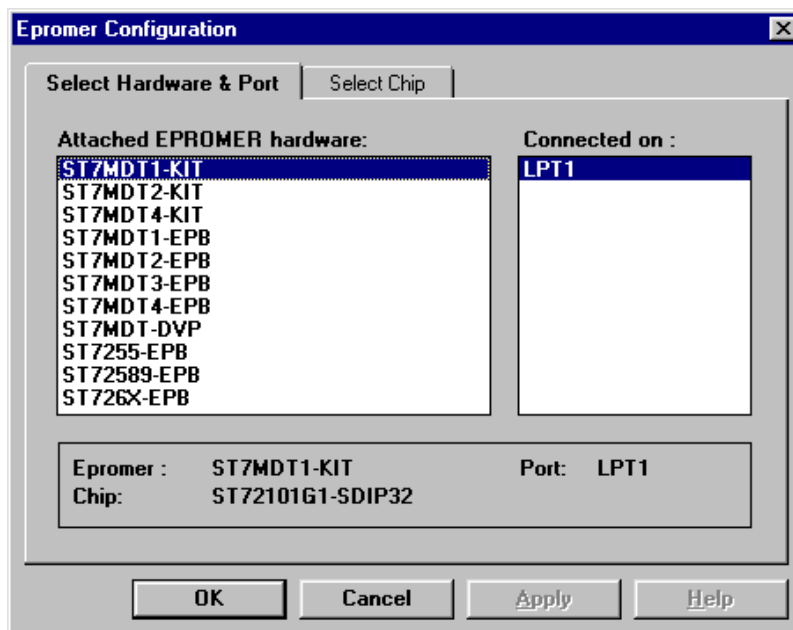 Epromer Configuration
Select Hardware & Port
Select Chip
Attached EPROMER hardware:
ST7MDT1-KIT
ST7MDT2-KIT
ST7MDT4-KIT
ST7MDT1-EPB
ST7MDT2-EPB
ST7MDT3-EPB
ST7MDT4-EPB
ST7MDT-DVP
ST7255-EPB
ST72589-EPB
ST726X-EPB
Connected on :
LPT1
Epromer : ST7MDT1-KIT Port: LPT1
Chip: ST72101G1-SDIP32
OK Cancel Apply Help